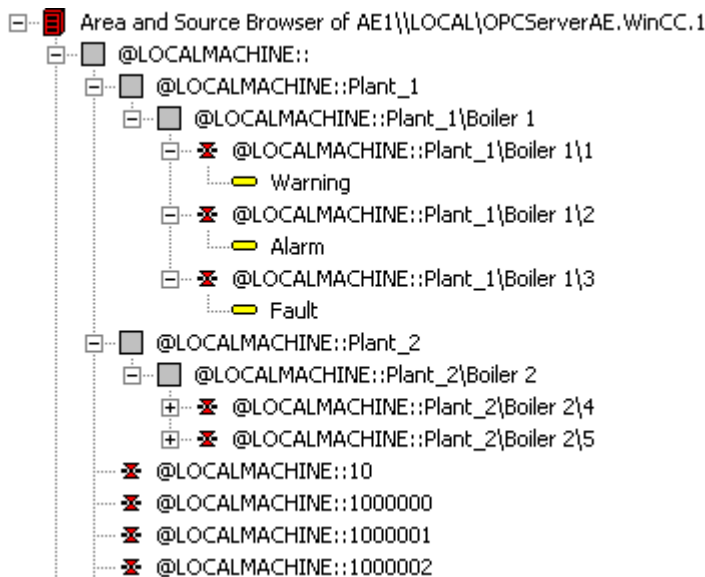 Area and Source Browser of AE1\\LOCAL\OPCServerAE.WinCC.1
@LOCALMACHINE::
@LOCALMACHINE::Plant_1
@LOCALMACHINE::Plant_1\Boiler 1
@LOCALMACHINE::Plant_1\Boiler 1\1
Warning
@LOCALMACHINE::Plant_1\Boiler 1\2
Alarm
@LOCALMACHINE::Plant_1\Boiler 1\3
Fault
@LOCALMACHINE::Plant_2
@LOCALMACHINE::Plant_2\Boiler 2
@LOCALMACHINE::Plant_2\Boiler 2\4
@LOCALMACHINE::Plant_2\Boiler 2\5
@LOCALMACHINE::10
@LOCALMACHINE::1000000
@LOCALMACHINE::1000001
@LOCALMACHINE::1000002